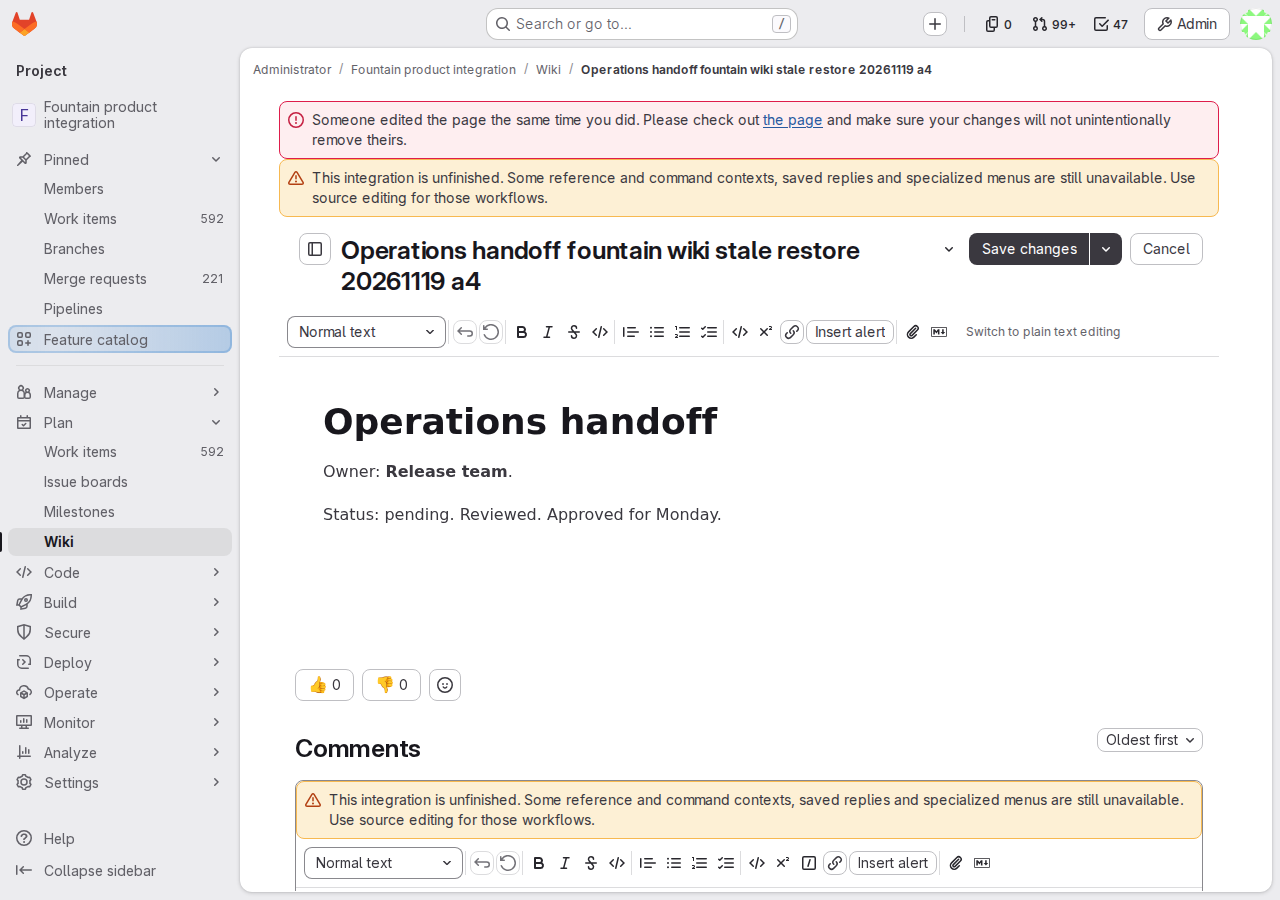 Search or go to...
/
0
99+
47
Admin
Project
F
Fountain product
integration
Pinned
Members
Work items 592
Branches
Merge requests 221
Pipelines
Feature catalog
Manage
Plan
Work items 592
Issue boards
Milestones
Wiki
Code
Build
Secure
Deploy
Operate
Monitor
Analyze
Settings
Help
Collapse sidebar
Administrator / Fountain product integration / Wiki / Operations handoff fountain wiki stale restore 20261119 a4
Someone edited the page the same time you did. Please check out the page and make sure your changes will not unintentionally
remove theirs.
This integration is unfinished. Some reference and command contexts, saved replies and specialized menus are still unavailable. Use
source editing for those workflows.
Operations handoff fountain wiki stale restore
20261119 a4
Save changes
Cancel
Normal text
Insert alert
Switch to plain text editing
Operations handoff
Owner: Release team.
Status: pending. Reviewed. Approved for Monday.
👍 0
👎 0
Comments
Oldest first
This integration is unfinished. Some reference and command contexts, saved replies and specialized menus are still unavailable.
Use source editing for those workflows.
Normal text
Insert alert